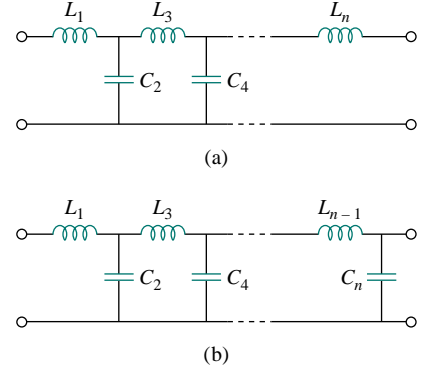 L₁ L₃ Lₙ
C₂ C₄
(a)
L₁ L₃ Lₙ₋₁
C₂ C₄ Cₙ
(b)